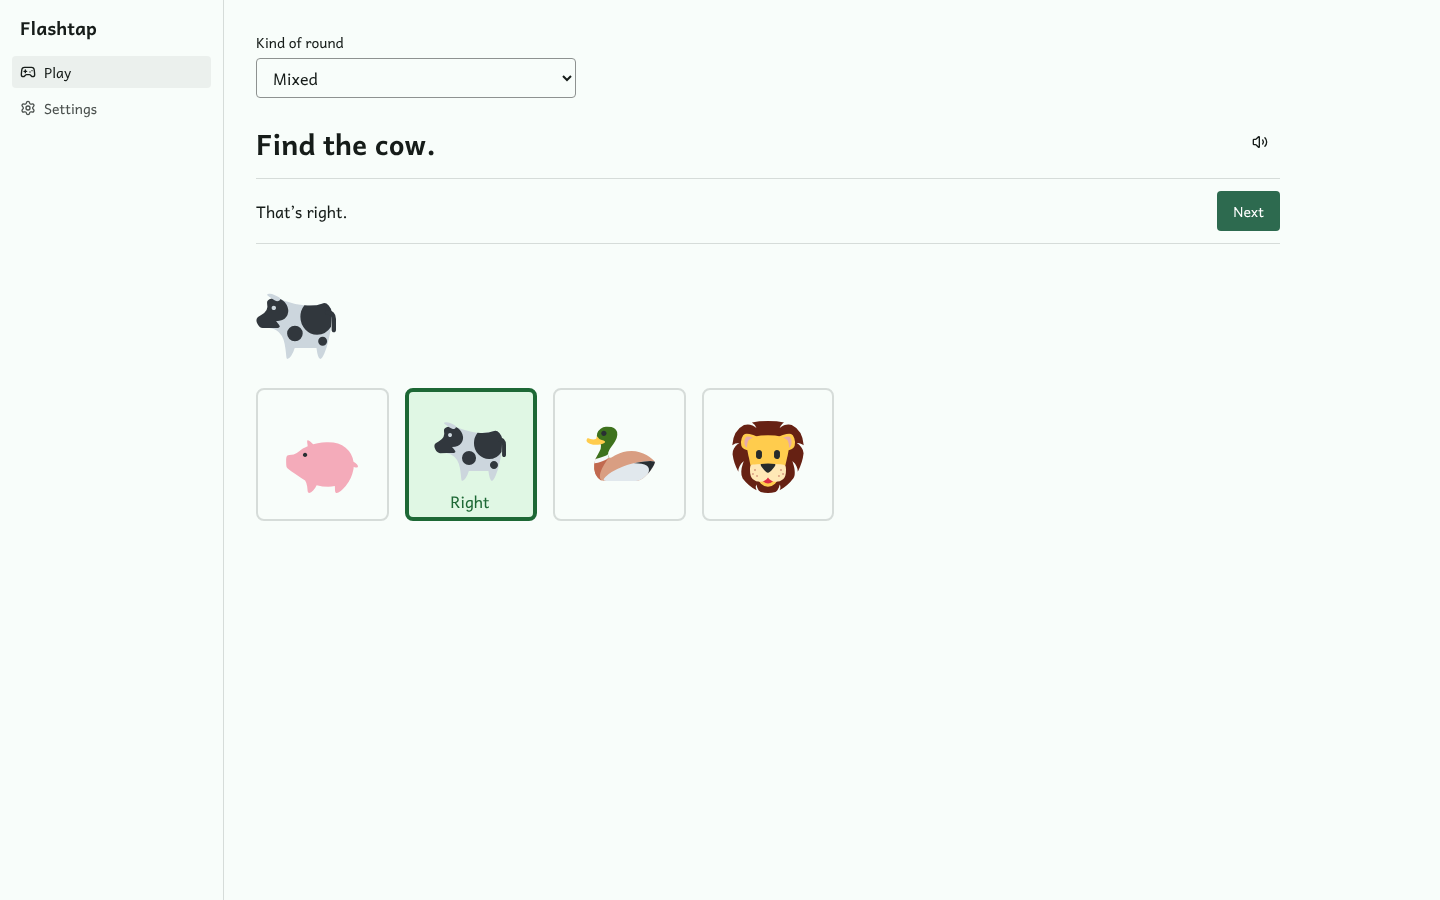 Flashtap
Play
Settings
Kind of round
Mixed
Find the cow.
That’s right.
Next
Right